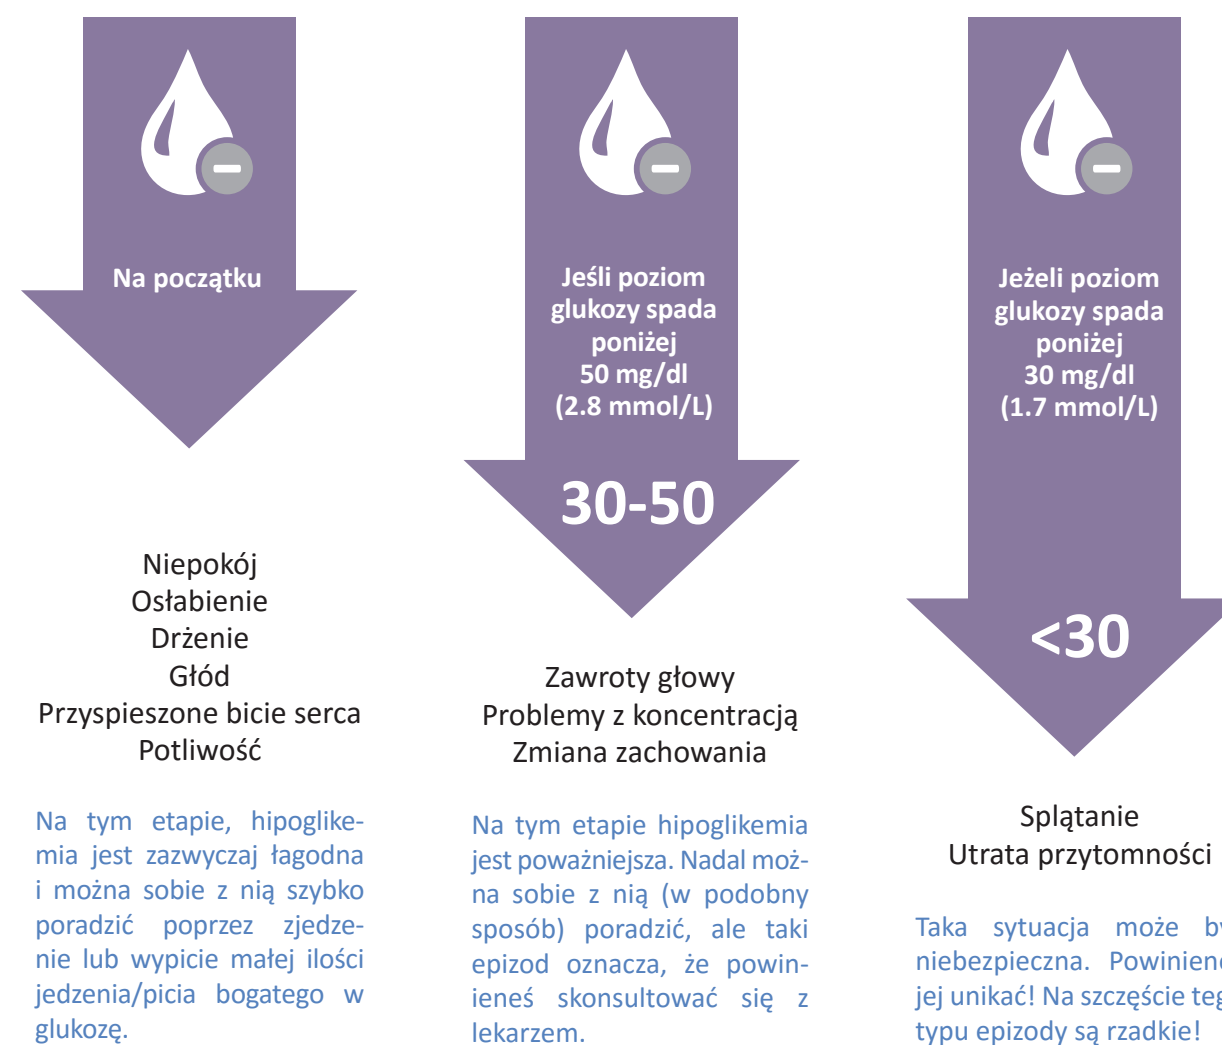 Na początku
Niepokój
Osłabienie
Drżenie
Głód
Przyspieszone bicie serca
Potliwość
Na tym etapie, hipoglike-
mia jest zazwyczaj łagodna
i można sobie z nią szybko
poradzić poprzez zjedze-
nie lub wypicie małej ilości
jedzenia/picia bogatego w
glukozę.
Jeśli poziom
glukozy spada
poniżej
50 mg/dl
(2.8 mmol/L)
30-50
Zawroty głowy
Problemy z koncentracją
Zmiana zachowania
Na tym etapie hipoglikemia
jest poważniejsza. Nadal moż-
na sobie z nią (w podobny
sposób) poradzić, ale taki
epizod oznacza, że powin-
ieneś skonsultować się z
lekarzem.
Jeżeli poziom
glukozy spada
poniżej
30 mg/dl
(1.7 mmol/L)
<30
Splątanie
Utrata przytomności
Taka sytuacja może
niebezpieczna.
jej unikać! Na szczęście
typu epizody są rzadkie!